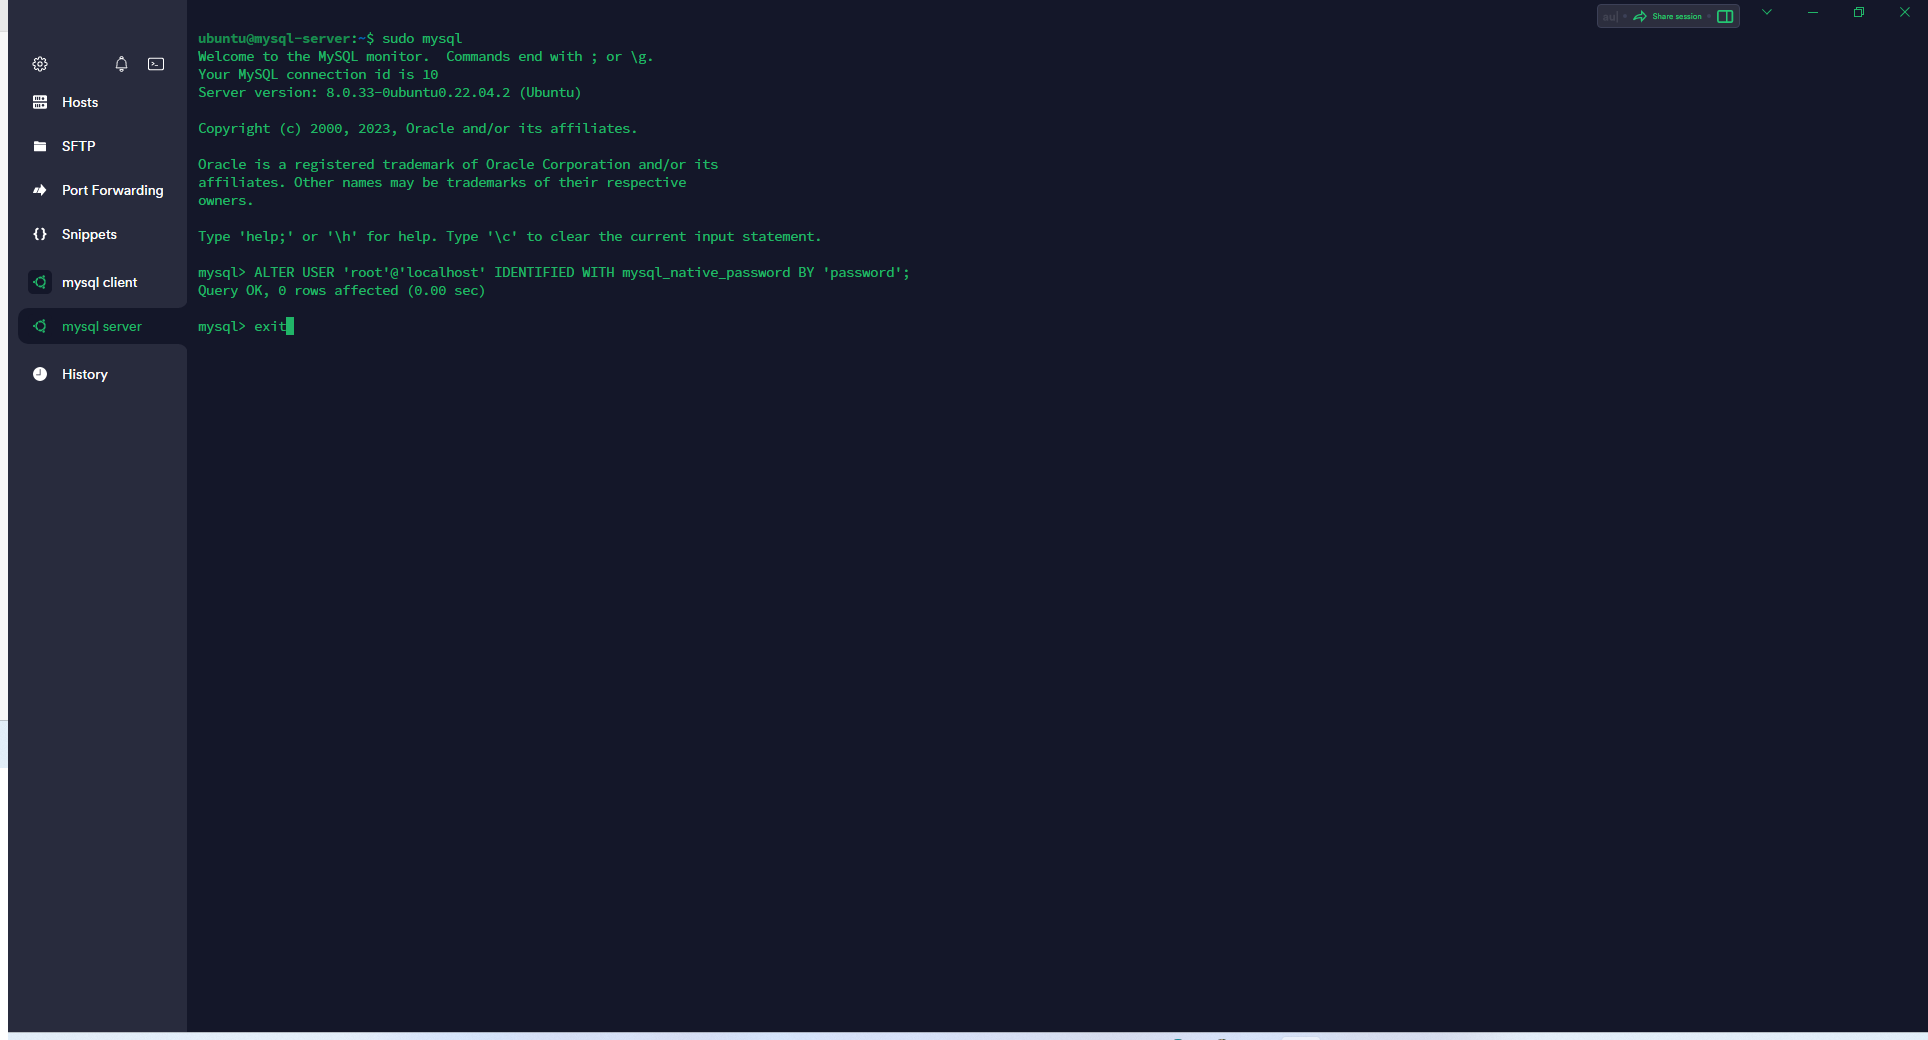 au
Share session
Hosts
SFTP
Port Forwarding
Snippets
mysql client
mysql server
History
ubuntu@mysql-server:~$ sudo mysql
Welcome to the MySQL monitor.  Commands end with ; or \g.
Your MySQL connection id is 10
Server version: 8.0.33-0ubuntu0.22.04.2 (Ubuntu)
Copyright (c) 2000, 2023, Oracle and/or its affiliates.
Oracle is a registered trademark of Oracle Corporation and/or its
affiliates. Other names may be trademarks of their respective
owners.
Type 'help;' or '\h' for help. Type '\c' to clear the current input statement.
mysql> ALTER USER 'root'@'localhost' IDENTIFIED WITH mysql_native_password BY 'password';
Query OK, 0 rows affected (0.00 sec)
mysql> exit